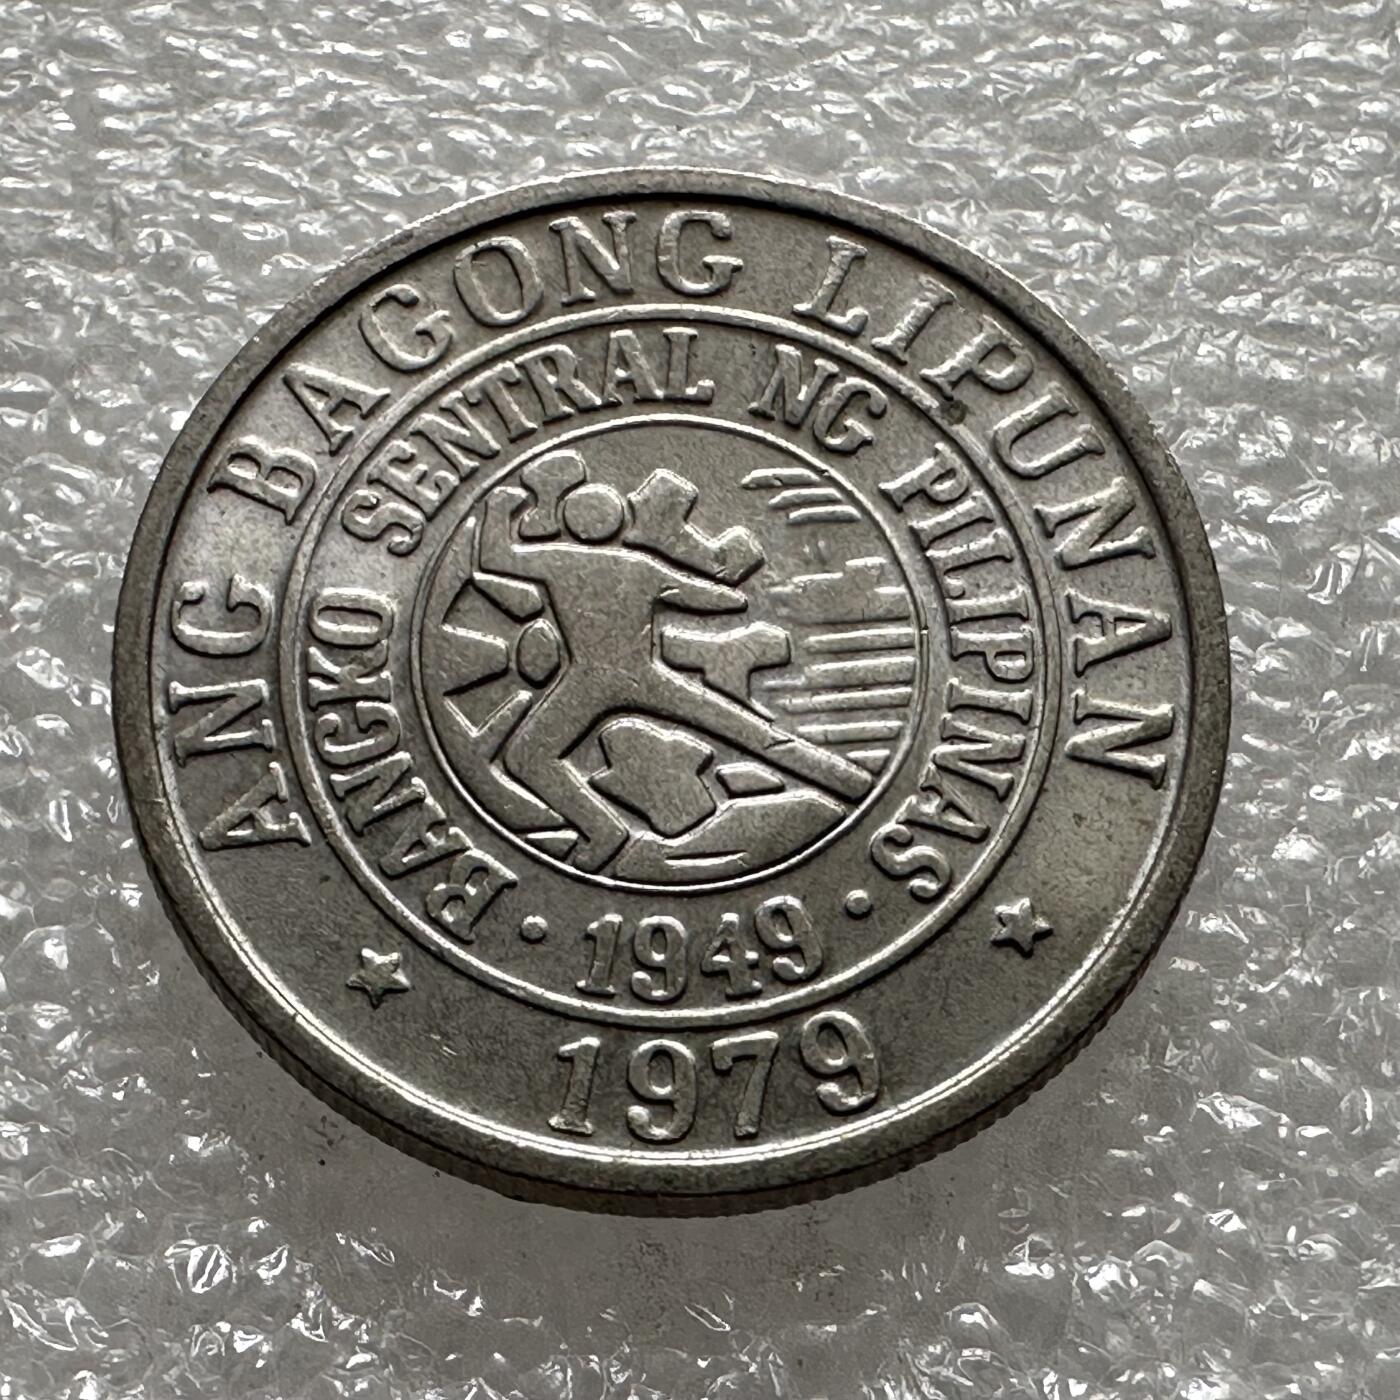 ANG BAGONG LIPUNAN
BANGKO SENTRAL NG PILIPINAS
· 1949 ·
1979